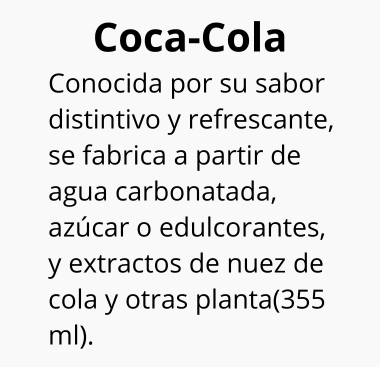 Coca-Cola
Conocida por su sabor
distintivo y refrescante,
se fabrica a partir de
agua carbonatada,
azúcar o edulcorantes,
y extractos de nuez de
cola y otras planta(355
ml).